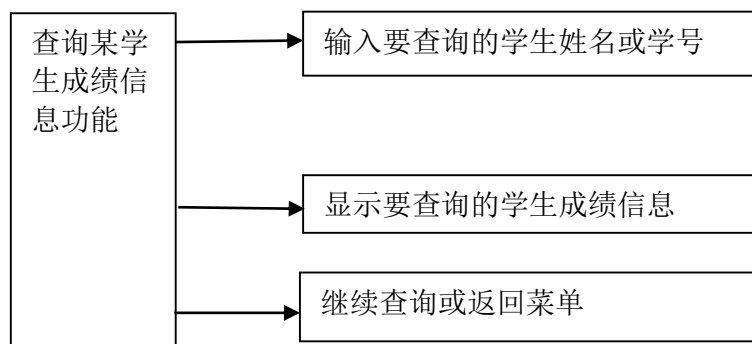 查询某学
生成绩信
息功能
输入要查询的学生姓名或学号
显示要查询的学生成绩信息
继续查询或返回菜单